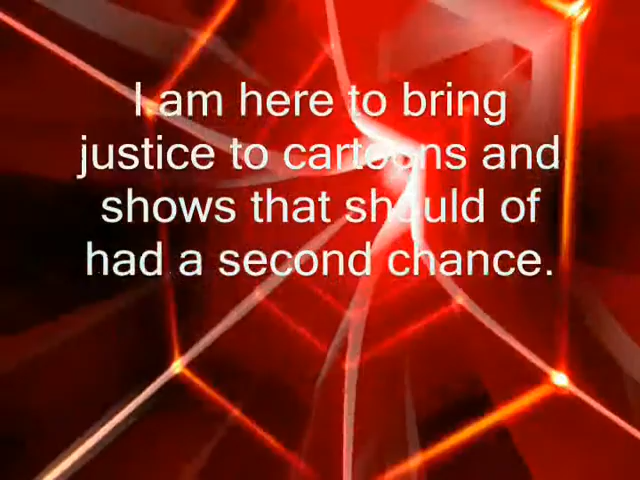 I am here to bring
justice to cartoons and
shows that should of
had a second chance.